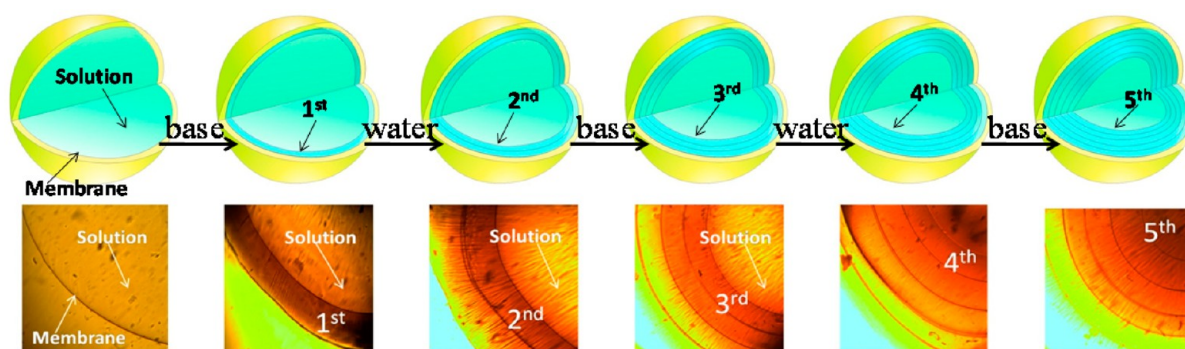 Solution
Membrane
base
1st
water
2nd
base
3rd
water
4th
base
5th
Solution
Membrane
Solution
1st
Solution
2nd
Solution
3rd
4th
5th